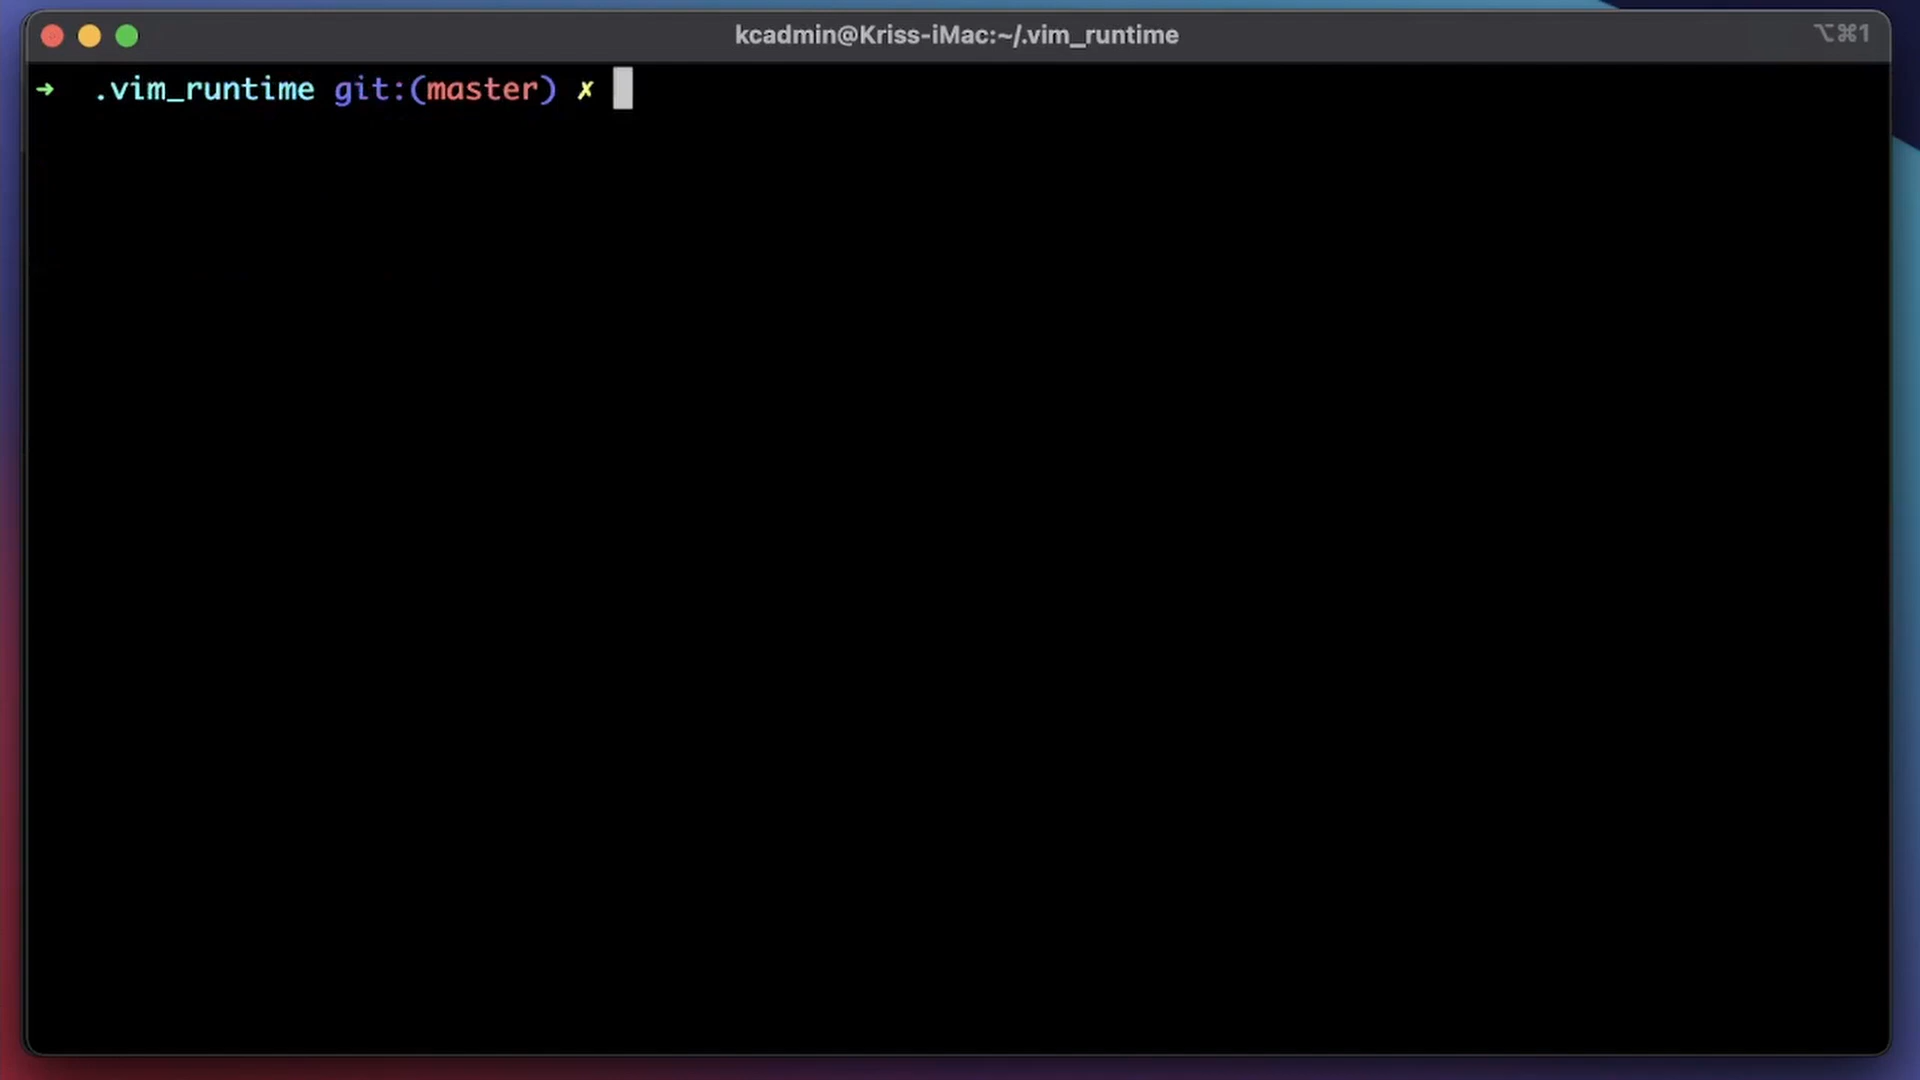 kcadmin@Kriss-iMac:~/.vim_runtime
⌥⌘1
➜ .vim_runtime git:(master) ✗